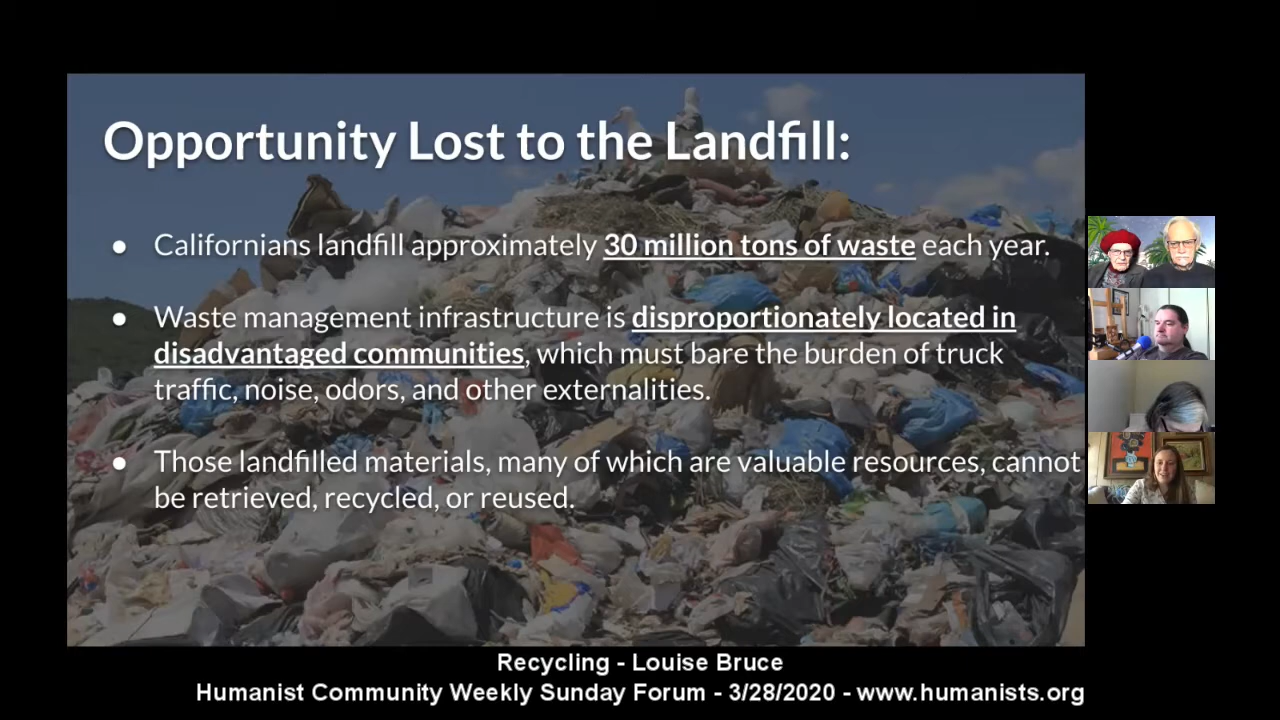 Opportunity Lost to the Landfill:
● Californians landfill approximately 30 million tons of waste each year.
● Waste management infrastructure is disproportionately located in
disadvantaged communities, which must bare the burden of truck
traffic, noise, odors, and other externalities.
● Those landfilled materials, many of which are valuable resources, cannot
be retrieved, recycled, or reused.
Recycling - Louise Bruce
Humanist Community Weekly Sunday Forum - 3/28/2020 - www.humanists.org